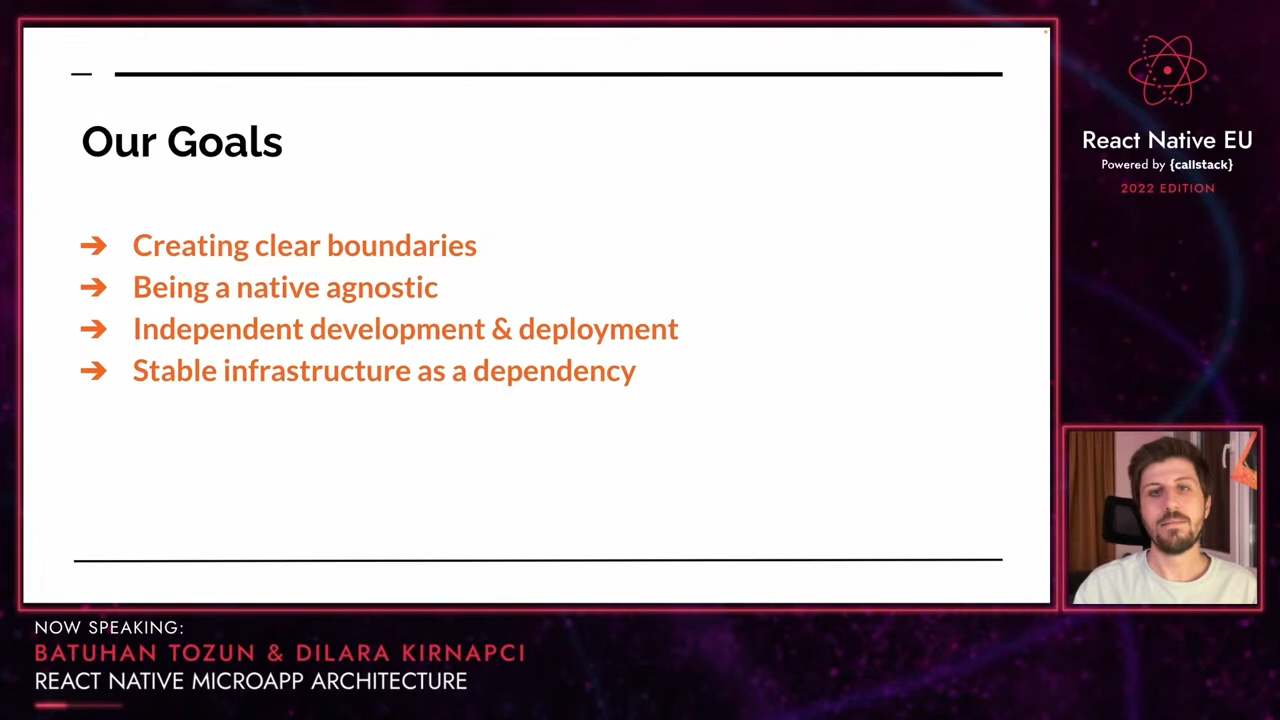 Our Goals
➔ Creating clear boundaries
➔ Being a native agnostic
➔ Independent development & deployment
➔ Stable infrastructure as a dependency
React Native EU
Powered by {callstack}
2022 EDITION
NOW SPEAKING:
BATUHAN TOZUN & DILARA KIRNAPCI
REACT NATIVE MICROAPP ARCHITECTURE